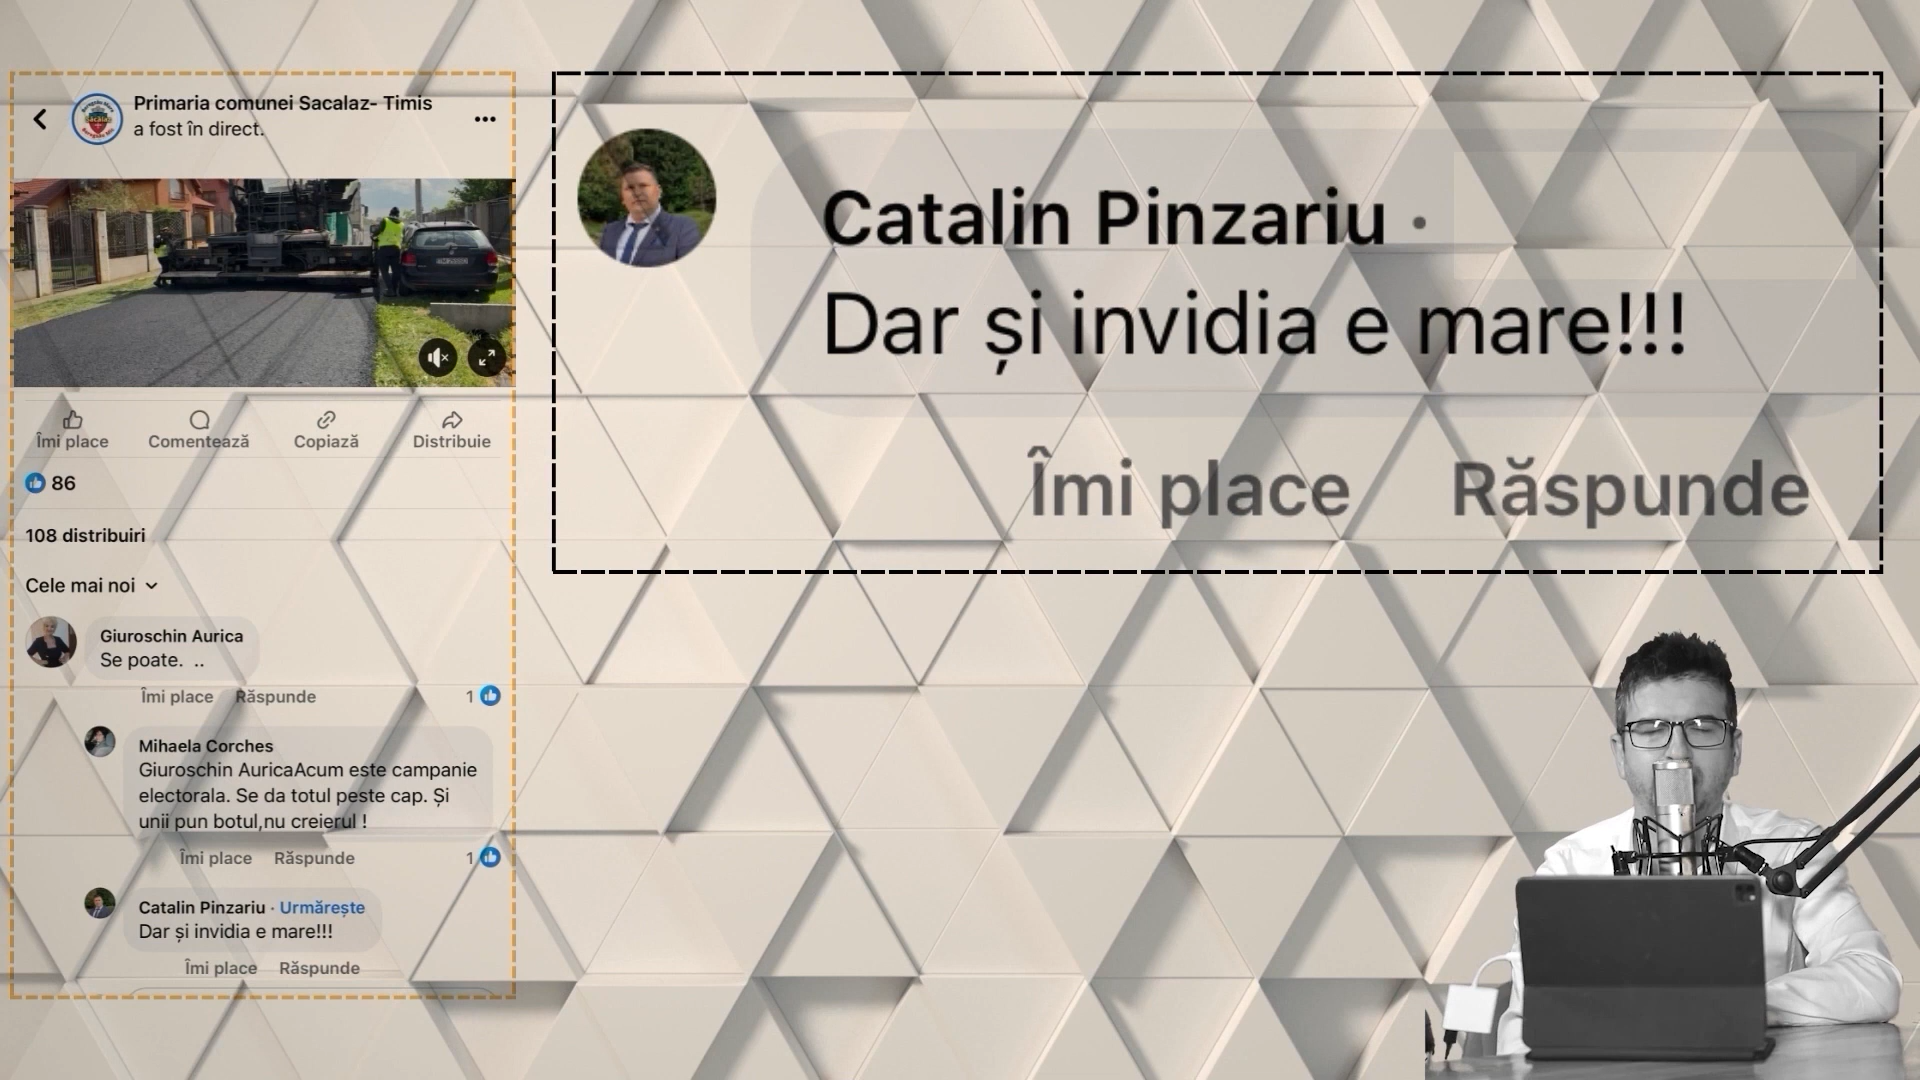 Primaria comunei Sacalaz- Timis
a fost în direct.
Îmi place
Comentează
Copiază
Distribuie
86
108 distribuiri
Cele mai noi
Giuroschin Aurica
Se poate.  ..
Îmi place Răspunde 1
Mihaela Corches
Giuroschin AuricaAcum este campanie
electorala. Se da totul peste cap. Și
unii pun botul,nu creierul !
Îmi place Răspunde 1
Catalin Pinzariu · Urmărește
Dar și invidia e mare!!!
Îmi place Răspunde
Catalin Pinzariu ·
Dar și invidia e mare!!!
Îmi place Răspunde